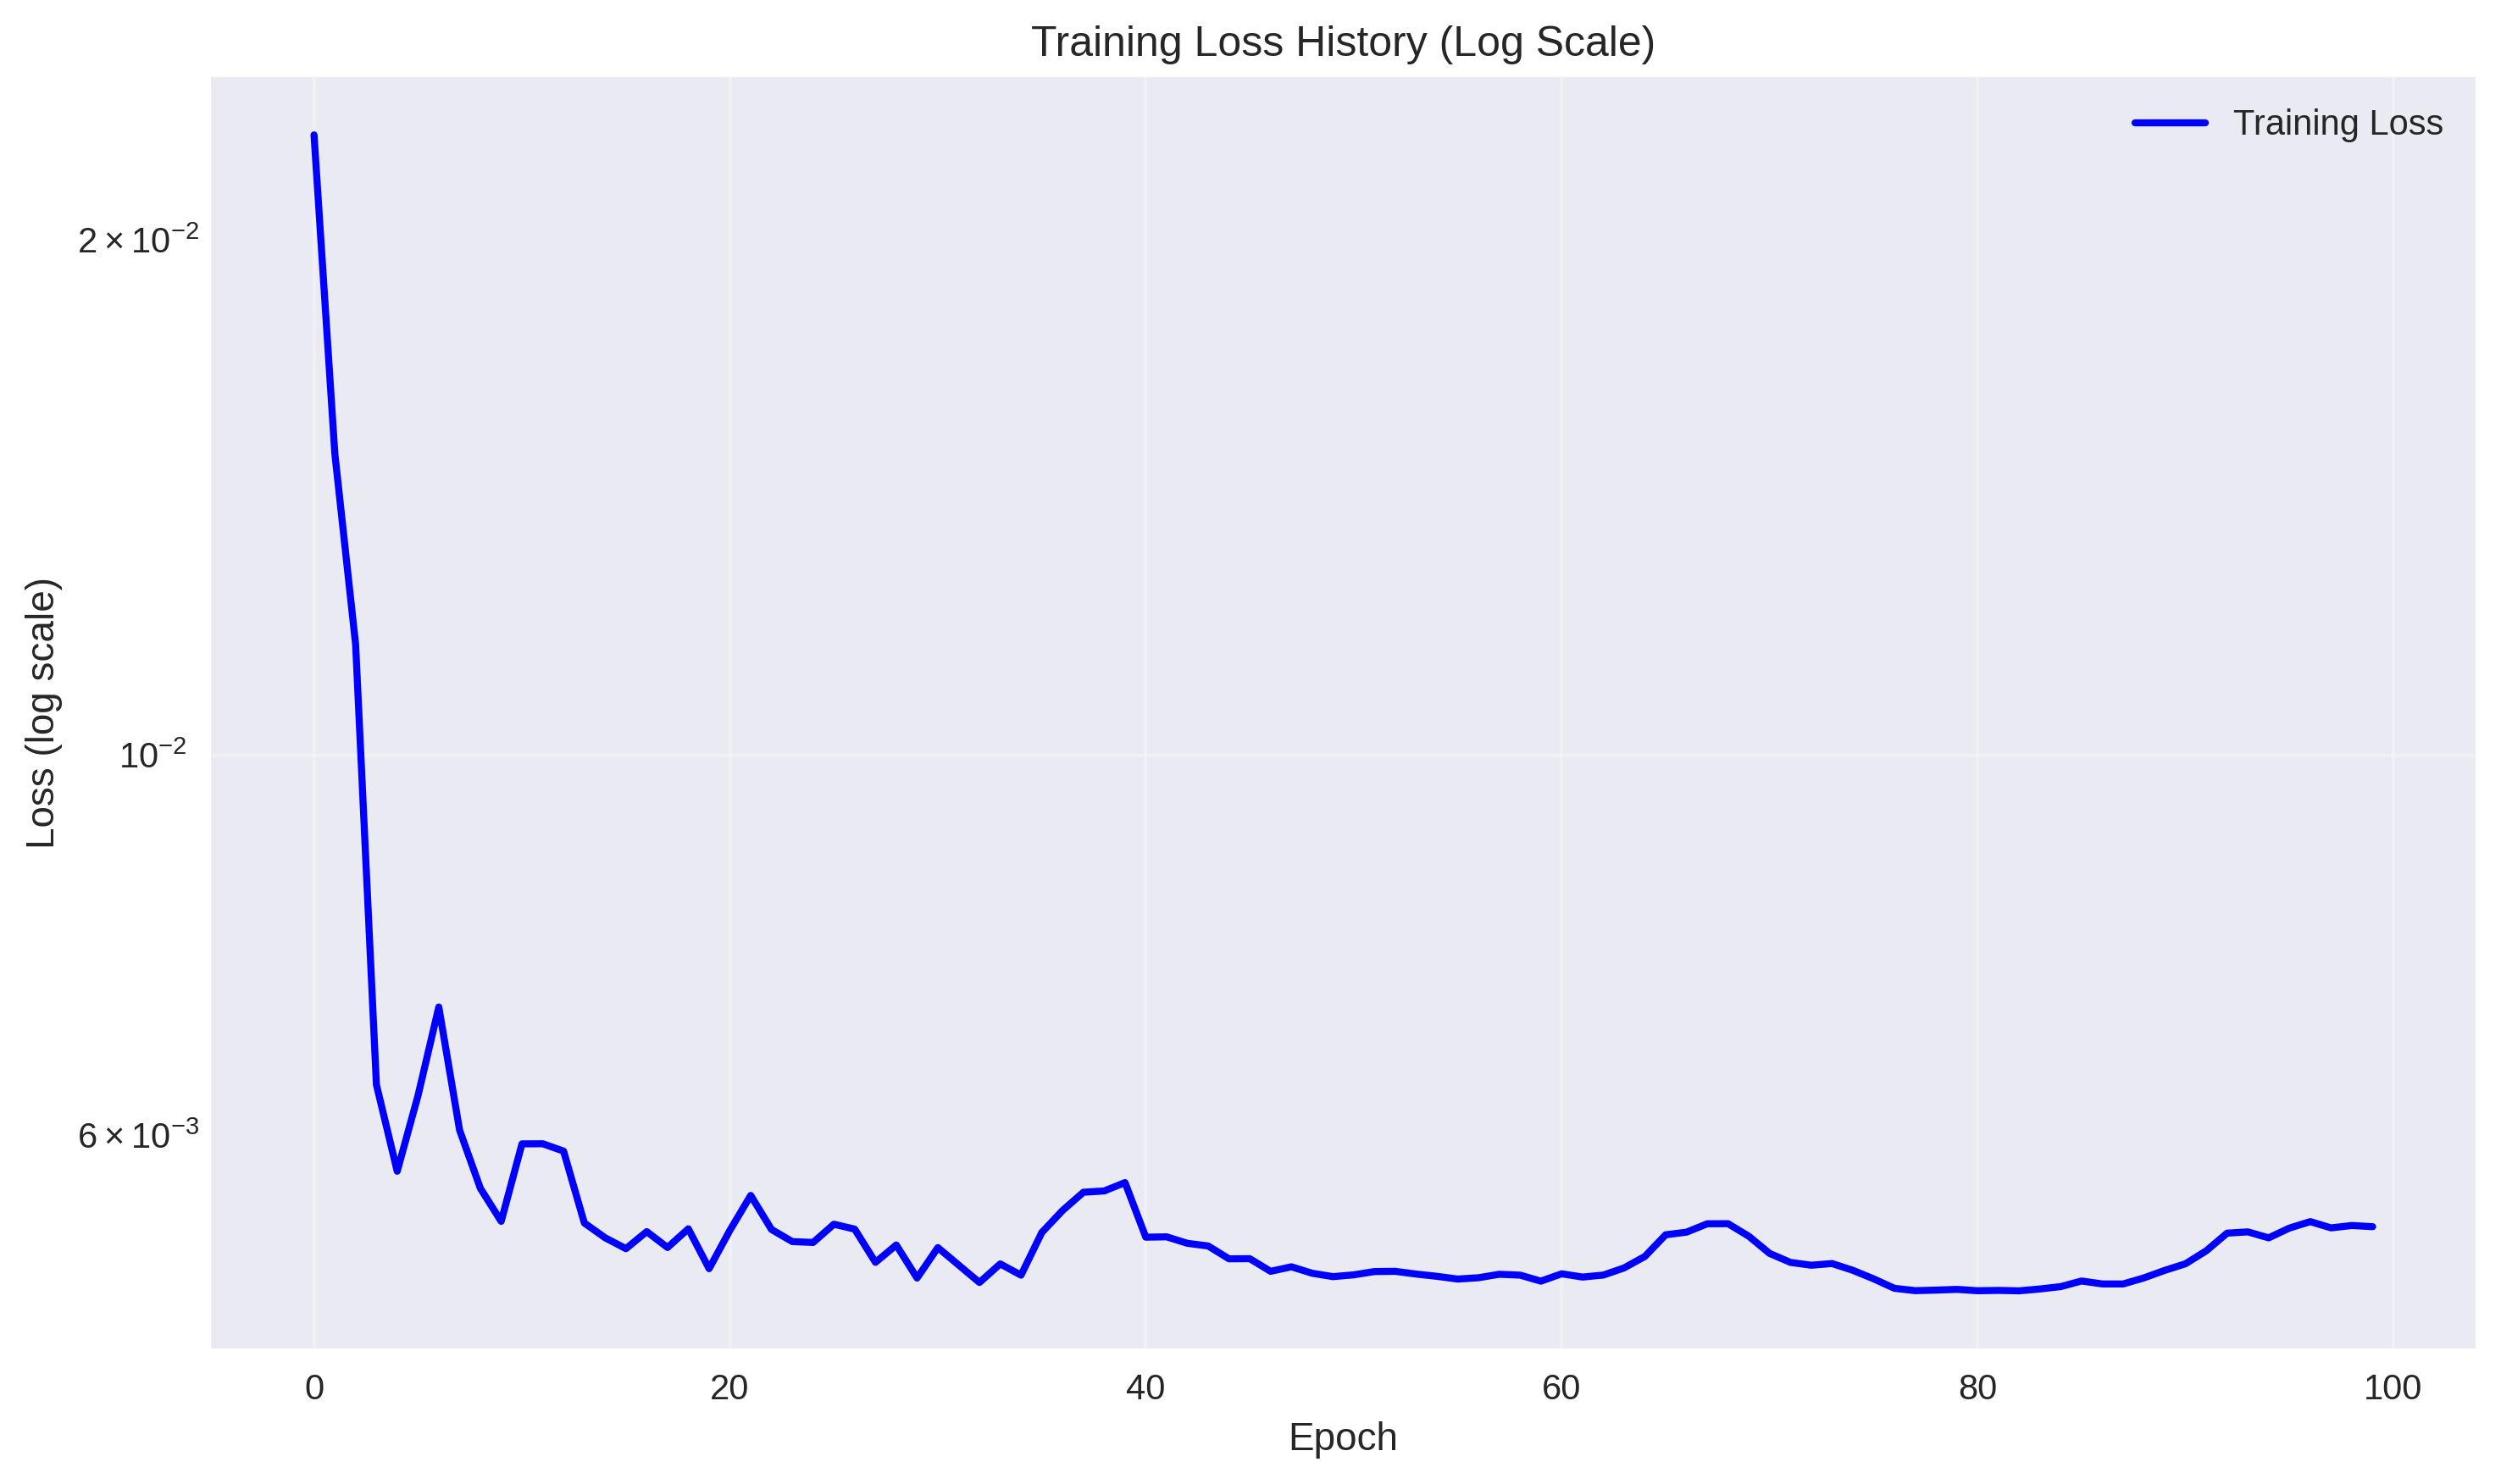 Training Loss History (Log Scale)
Training Loss
2 × 10⁻²
10⁻²
6 × 10⁻³
Loss (log scale)
0 20 40 60 80 100
Epoch